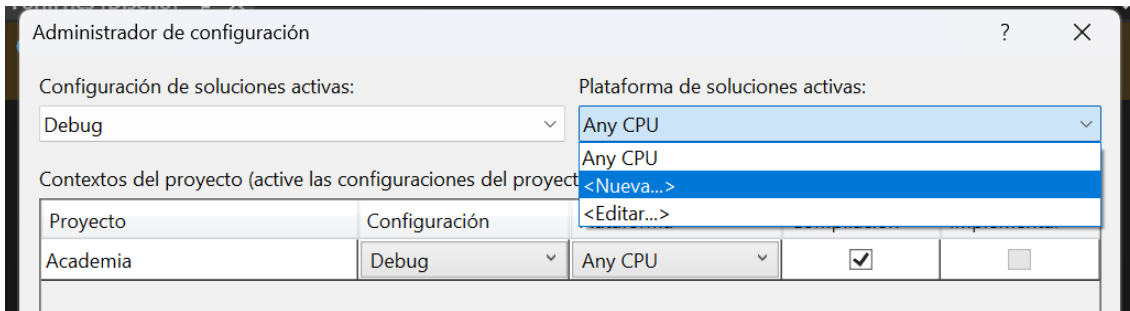 Administrador de configuración
?
Configuración de soluciones activas:
Plataforma de soluciones activas:
Debug
Any CPU
Any CPU
<Nueva...>
<Editar...>
Contextos del proyecto (active las configuraciones del proyect
Proyecto
Configuración
Academia
Debug
Any CPU